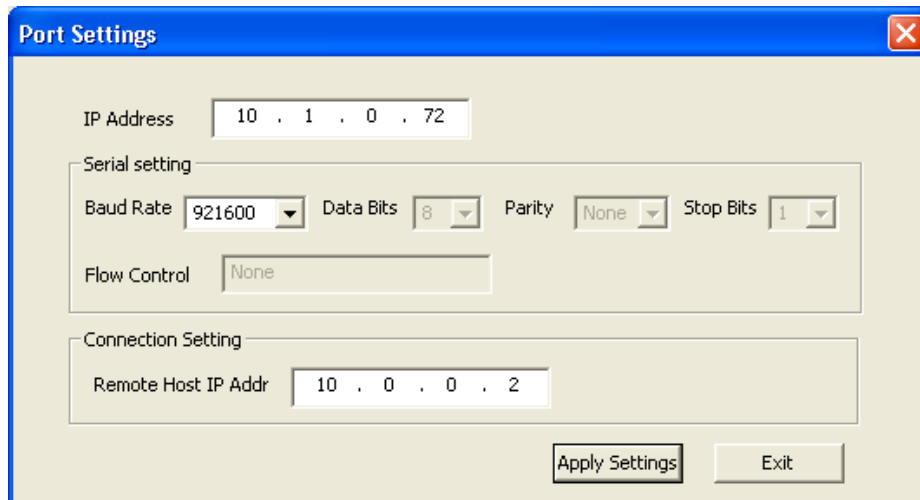 Port Settings
IP Address 10 . 1 . 0 . 72
Serial setting
Baud Rate 921600 Data Bits 8 Parity None Stop Bits 1
Flow Control None
Connection Setting
Remote Host IP Addr 10 . 0 . 0 . 2
Apply Settings Exit